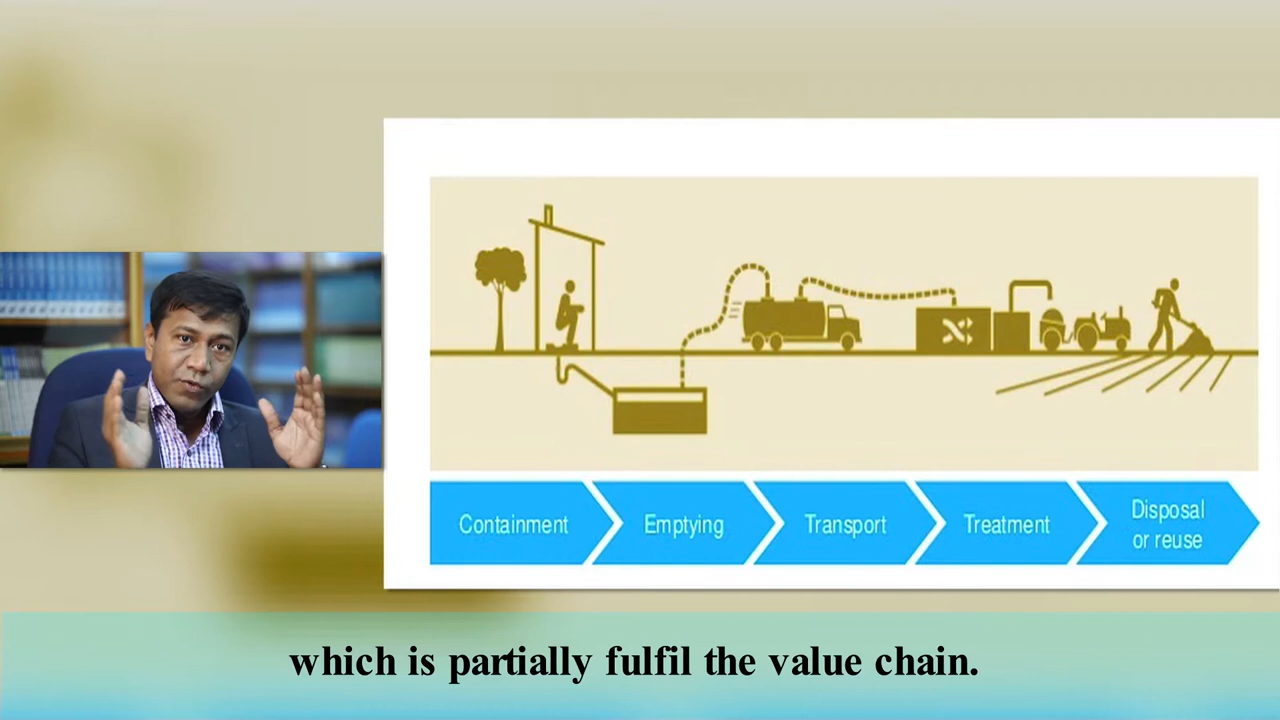 Containment
Emptying
Transport
Treatment
Disposal
or reuse
which is partially fulfil the value chain.